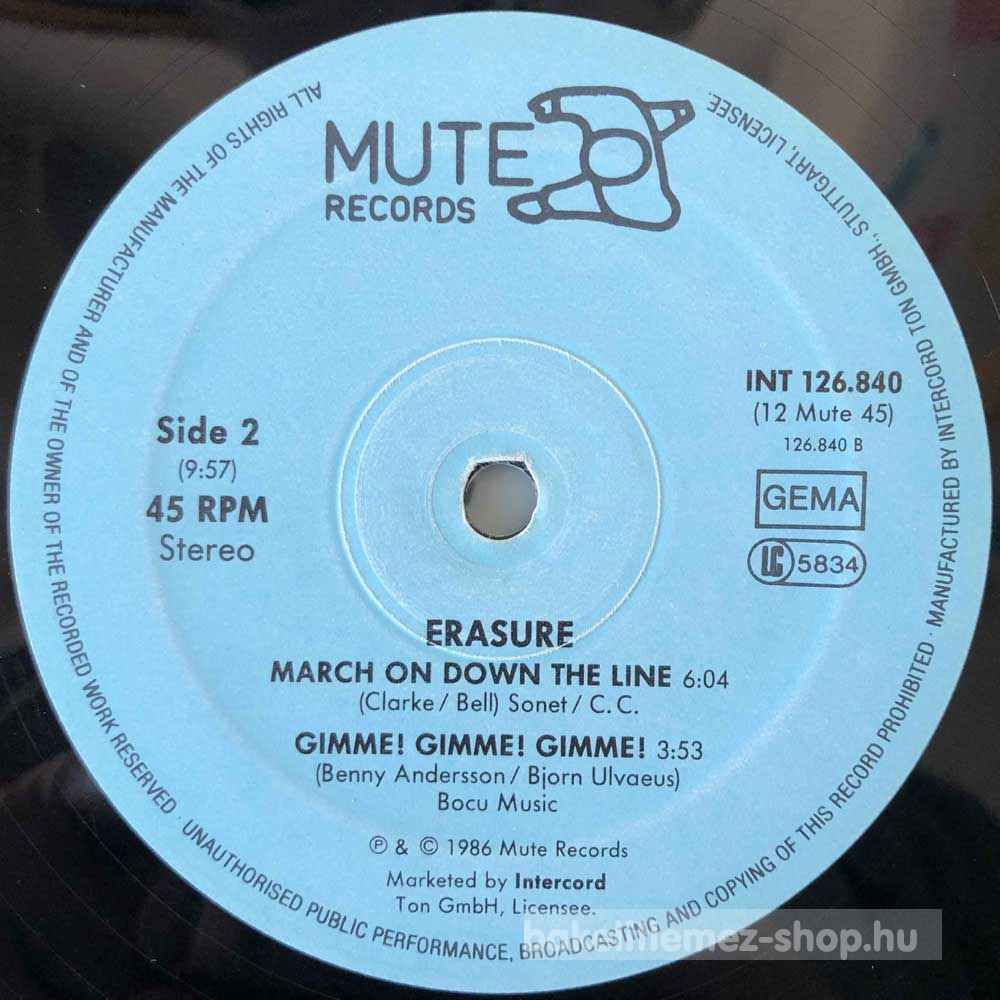 MUTE
RECORDS
INT 126.840
(12 Mute 45)
126.840 B
GEMA
LC 5834
Side 2
(9:57)
45 RPM
Stereo
ERASURE
MARCH ON DOWN THE LINE 6:04
(Clarke / Bell) Sonet / C. C.
GIMME! GIMME! GIMME! 3:53
(Benny Andersson / Bjorn Ulvaeus)
Bocu Music
℗ & © 1986 Mute Records
Marketed by Intercord
Ton GmbH, Licensee.
ALL RIGHTS OF THE MANUFACTURER AND OF THE OWNER OF THE RECORDED WORK RESERVED · UNAUTHORISED PUBLIC PERFORMANCE, BROADCASTING AND COPYING OF THIS RECORD PROHIBITED · MANUFACTURED BY INTERCORD TON GMBH., STUTTGART, LICENSEE.